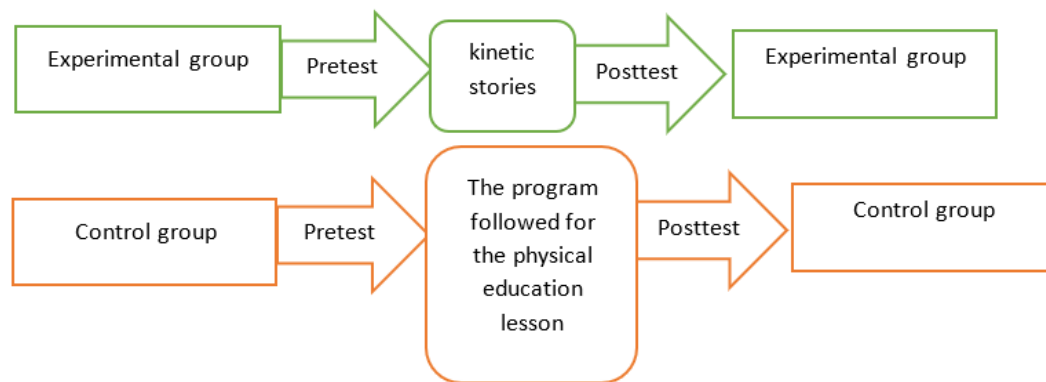 Experimental group
Pretest
kinetic
stories
Posttest
Experimental group
Control group
Pretest
The program
followed for
the physical
education
lesson
Posttest
Control group